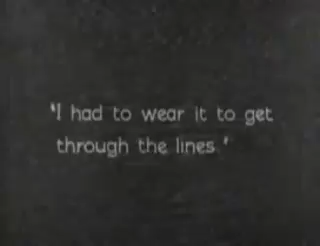 'I had to wear it to get
through the lines.'